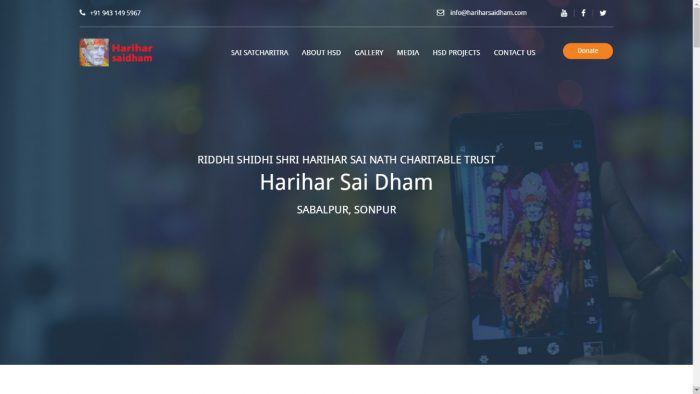 +91 943 149 5967
info@hariharsaidham.com
Harihar
saidham
SAI SATCHARITRA ABOUT HSD GALLERY MEDIA HSD PROJECTS CONTACT US
Donate
RIDDHI SHIDHI SHRI HARIHAR SAI NATH CHARITABLE TRUST
Harihar Sai Dham
SABALPUR, SONPUR